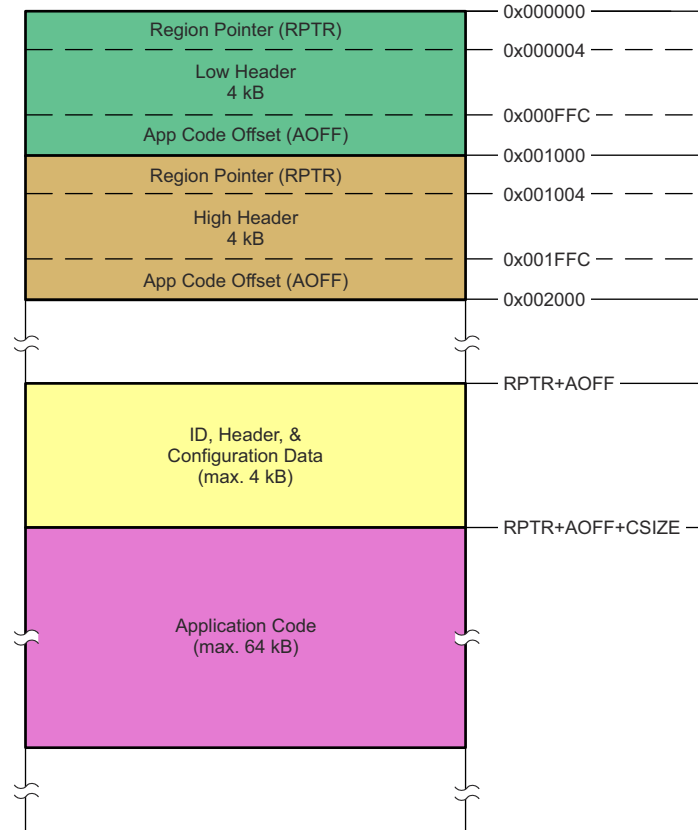 0x000000
Region Pointer (RPTR)
0x000004
Low Header
4 kB
0x000FFC
App Code Offset (AOFF)
0x001000
Region Pointer (RPTR)
0x001004
High Header
4 kB
0x001FFC
App Code Offset (AOFF)
0x002000
RPTR+AOFF
ID, Header, &
Configuration Data
(max. 4 kB)
RPTR+AOFF+CSIZE
Application Code
(max. 64 kB)